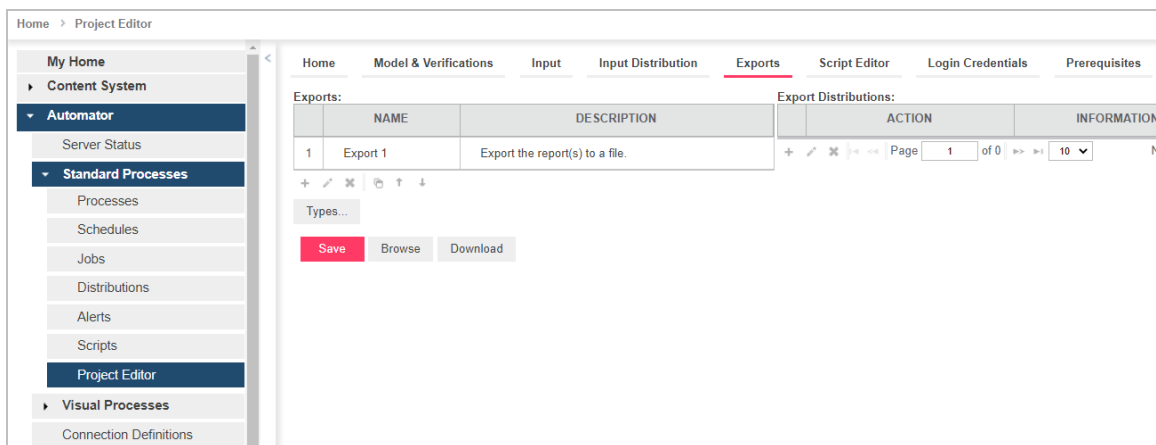 Home > Project Editor
My Home
Content System
Automator
Server Status
Standard Processes
Processes
Schedules
Jobs
Distributions
Alerts
Scripts
Project Editor
Visual Processes
Connection Definitions
Home Model & Verifications Input Input Distribution Exports Script Editor Login Credentials Prerequisites
Exports:
NAME DESCRIPTION
1 Export 1 Export the report(s) to a file.
Types...
Save Browse Download
Export Distributions:
ACTION INFORMATION
Page 1 of 0 10 N